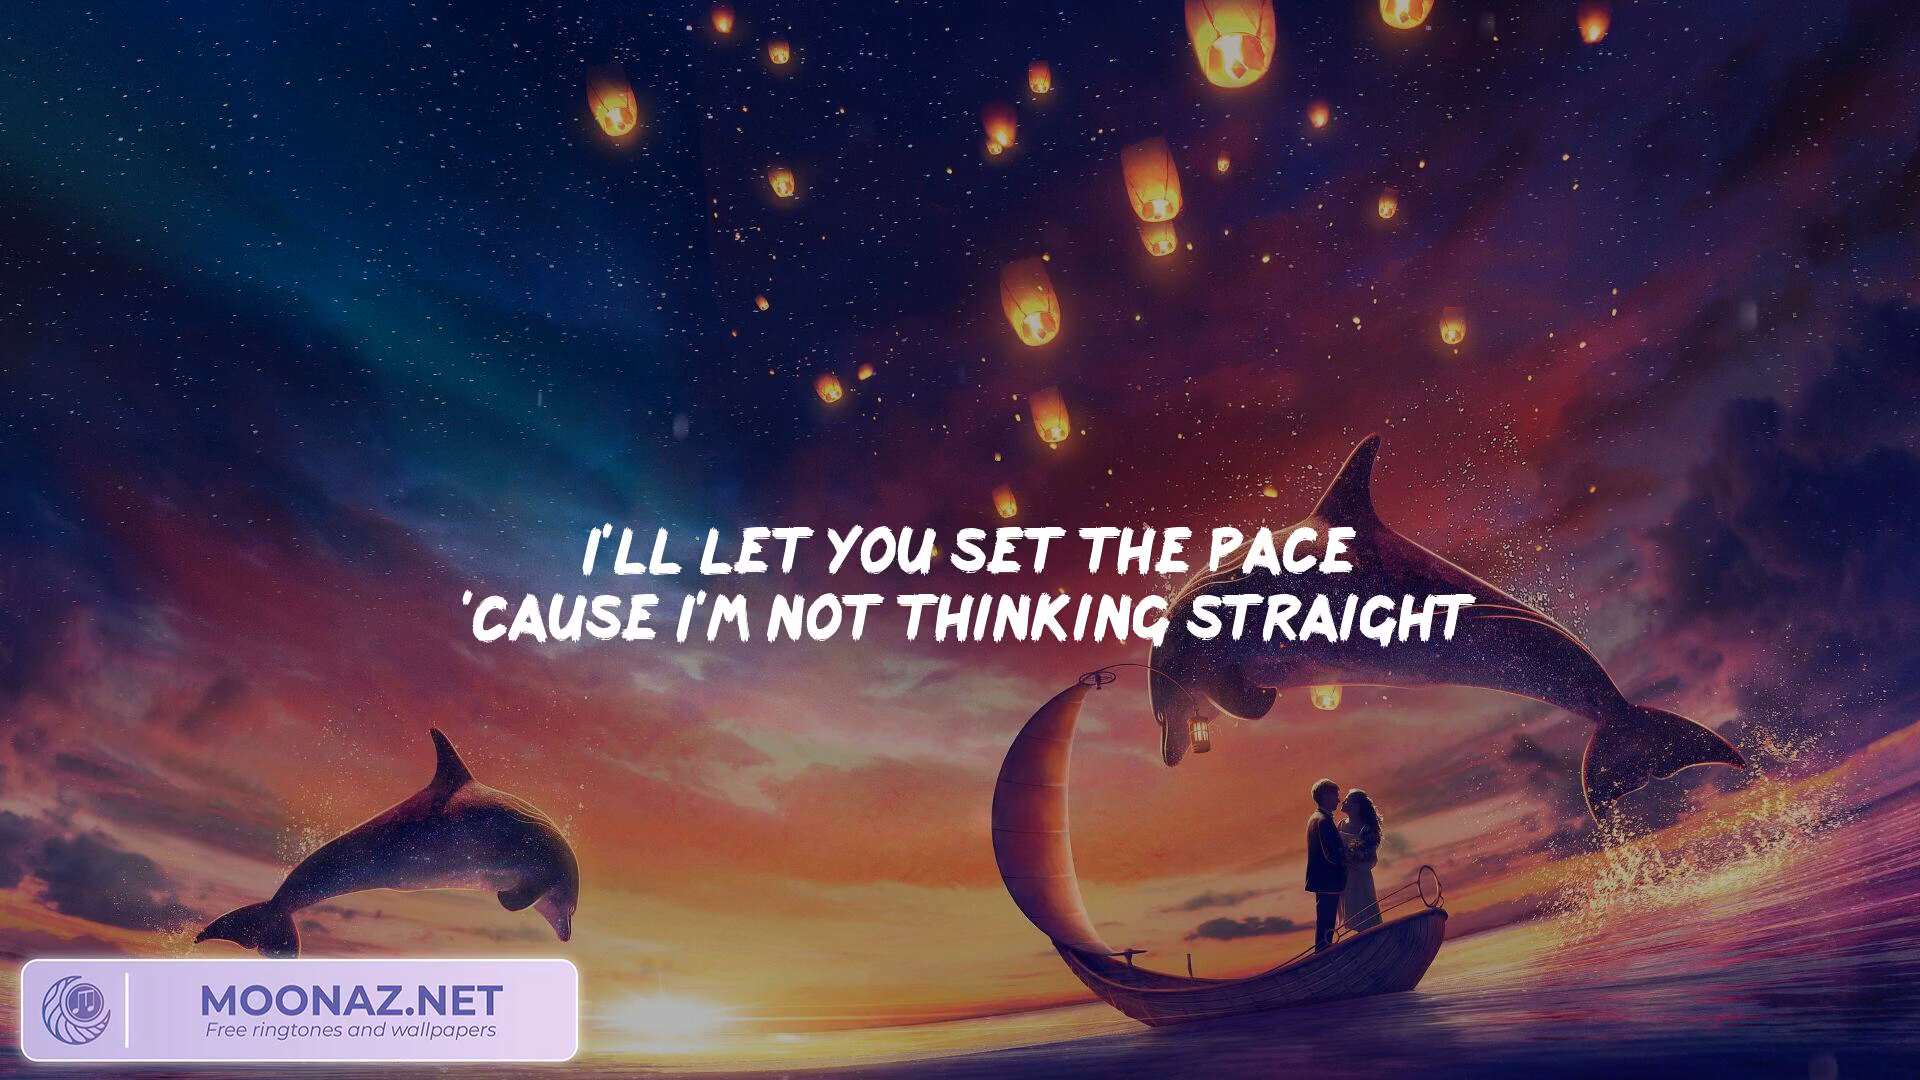 I'LL LET YOU SET THE PACE
'CAUSE I'M NOT THINKING STRAIGHT
MOONAZ.NET
Free ringtones and wallpapers